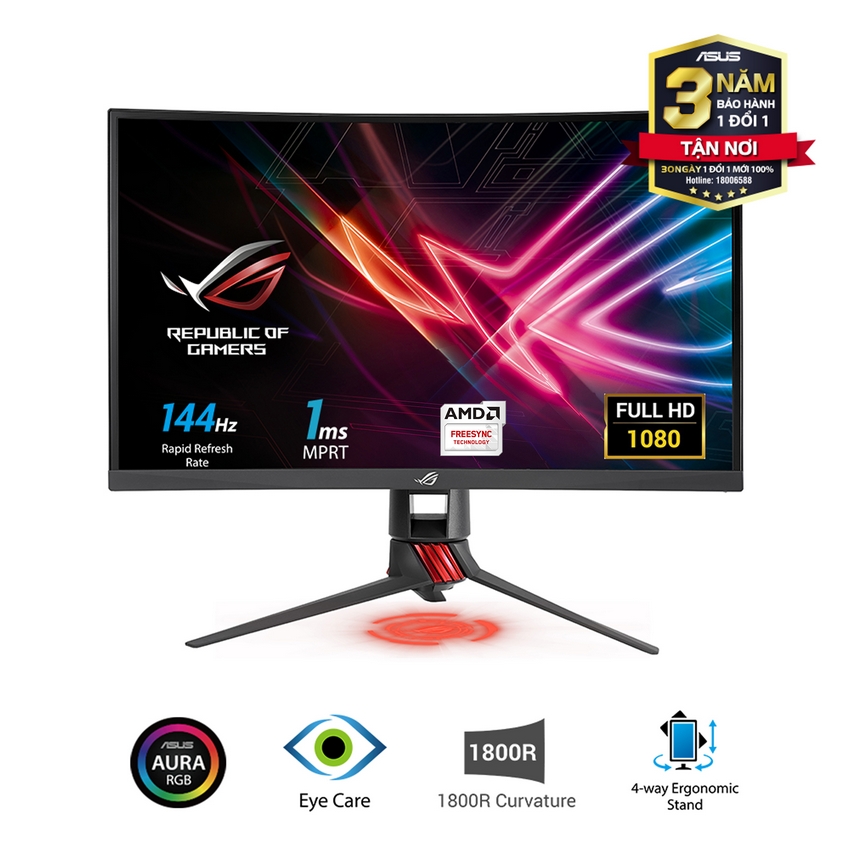 ASUS
3 NĂM
BẢO HÀNH
1 ĐỔI 1
TẬN NƠI
30NGÀY 1 ĐỔI 1 MỚI 100%
Hotline: 18006588
REPUBLIC OF
GAMERS
144Hz
Rapid Refresh
Rate
1ms
MPRT
AMD
FREESYNC
TECHNOLOGY
FULL HD
1080
ASUS
AURA
RGB
Eye Care
1800R
1800R Curvature
4-way Ergonomic
Stand